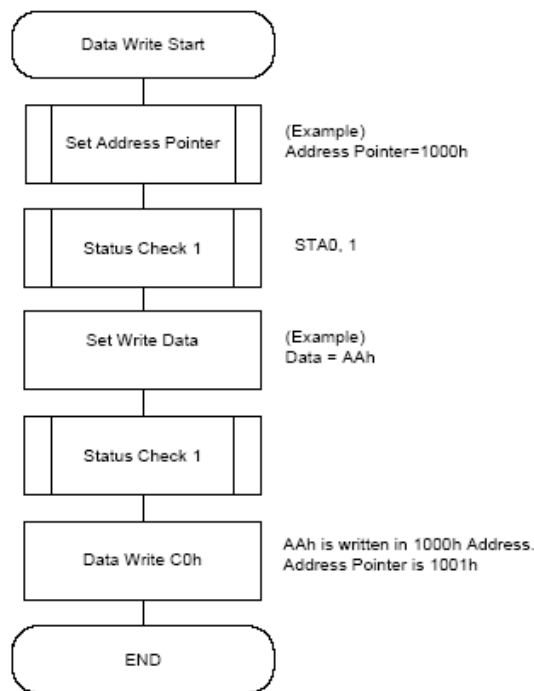 Data Write Start
Set Address Pointer
(Example)
Address Pointer=1000h
Status Check 1
STA0, 1
Set Write Data
(Example)
Data = AAh
Status Check 1
Data Write C0h
AAh is written in 1000h Address.
Address Pointer is 1001h
END